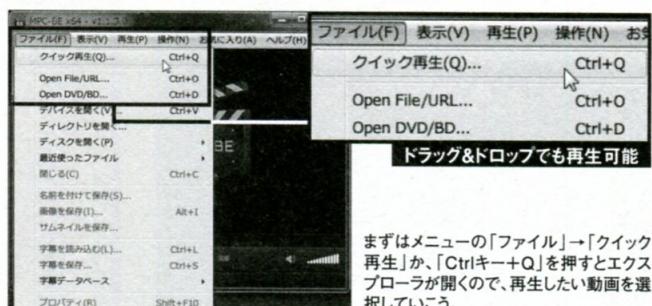 MPC-BE x64 - v1.1.2.0
ファイル(F) 表示(V) 再生(P) 操作(N) お気に入り(A) ヘルプ(H)
クイック再生(Q)... Ctrl+Q
Open File/URL... Ctrl+O
Open DVD/BD... Ctrl+D
デバイスを開く(V)... Ctrl+V
ディレクトリを開く...
ディスクを開く(P)
最近使ったファイル
閉じる(C) Ctrl+C
名前を付けて保存(S)...
画像を保存(I)... Alt+I
サムネイルを保存...
字幕を読み込む(L)... Ctrl+L
字幕を保存... Ctrl+S
字幕データベース
プロパティ(R) Shift+F10
BE
ファイル(F) 表示(V) 再生(P) 操作(N) お気
クイック再生(Q)... Ctrl+Q
Open File/URL... Ctrl+O
Open DVD/BD... Ctrl+D
ドラッグ&ドロップでも再生可能
まずはメニューの「ファイル」→「クイック
再生」か、「Ctrlキー+Q」を押すとエクス
プローラが開くので、再生したい動画を選
択していこう